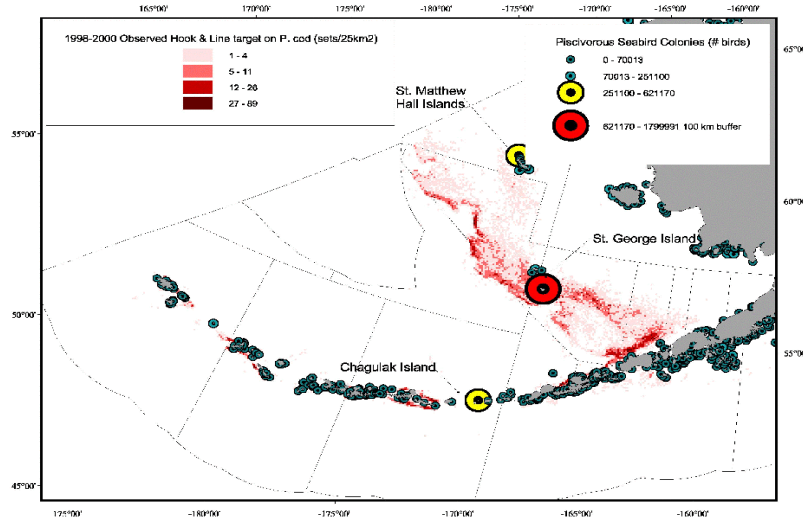 165°00' -170°00' -175°00' -175°00' -170°00' -165°00' -160°00'
1998-2000 Observed Hook & Line target on P. cod (sets/25km2)
1 - 4
5 - 11
12 - 26
27 - 89
Piscivorous Seabird Colonies (# birds)
0 - 70013
70013 - 251100
251100 - 621170
621170 - 1799991 100 km buffer
St. Matthew
Hall Islands
55°00'
60°00'
St. George Island
50°00'
55°00'
Chagulak Island
45°00'
175°00' -180°00' -175°00' -170°00' -165°00' -160°00'